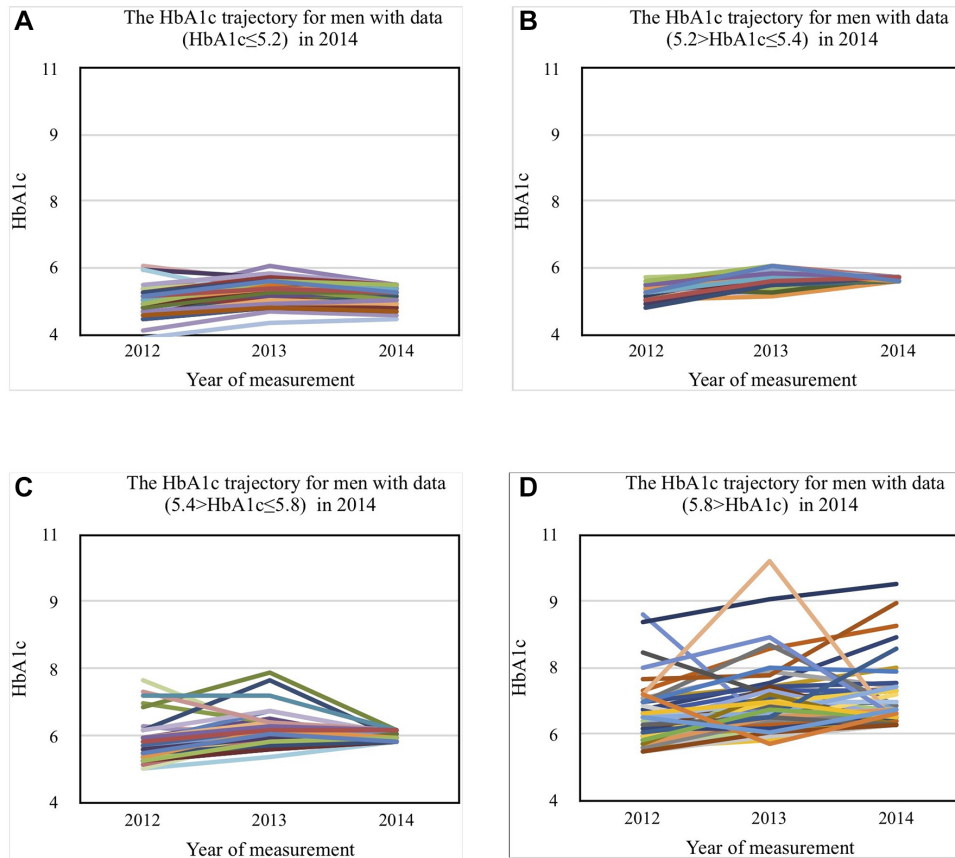 A
The HbA1c trajectory for men with data
(HbA1c≤5.2) in 2014
11
9
8
6
4
HbA1c
2012 2013 2014
Year of measurement
B
The HbA1c trajectory for men with data
(5.2>HbA1c≤5.4) in 2014
11
9
8
6
4
HbA1c
2012 2013 2014
Year of measurement
C
The HbA1c trajectory for men with data
(5.4>HbA1c≤5.8) in 2014
11
9
8
6
4
HbA1c
2012 2013 2014
Year of measurement
D
The HbA1c trajectory for men with data
(5.8>HbA1c) in 2014
11
9
8
6
4
HbA1c
2012 2013 2014
Year of measurement